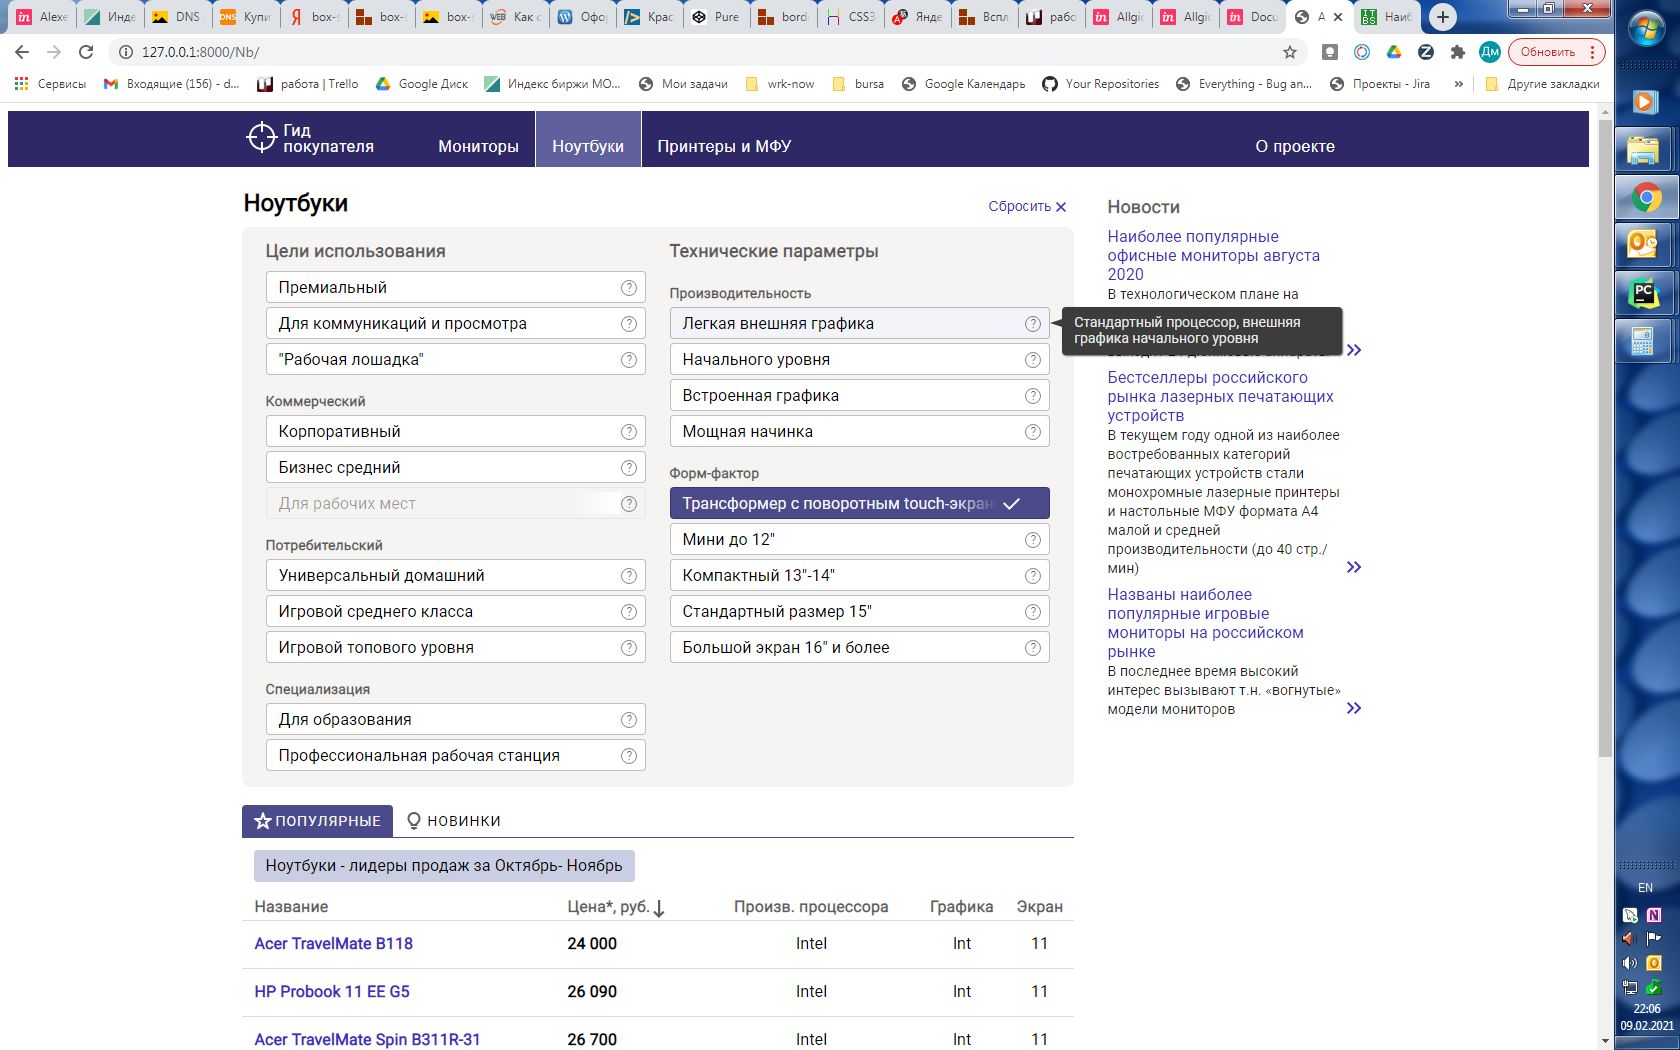 Alexe
Инде
DNS
Купи
box-s
box-s
box-s
Как с
Офор
Крас
Pure
bord
CSS3
Янде
Вспл
рабо
Allgio
Allgio
Docu
A
Наиб
127.0.0.1:8000/Nb/
Дм
Обновить
Сервисы
Входящие (156) - d...
работа | Trello
Google Диск
Индекс биржи МО...
Мои задачи
wrk-now
bursa
Google Календарь
Your Repositories
Everything - Bug an...
Проекты - Jira
»
Другие закладки
Гид
покупателя
Мониторы
Ноутбуки
Принтеры и МФУ
О проекте
Ноутбуки
Сбросить ×
Цели использования
Премиальный
Для коммуникаций и просмотра
"Рабочая лошадка"
Коммерческий
Корпоративный
Бизнес средний
Для рабочих мест
Потребительский
Универсальный домашний
Игровой среднего класса
Игровой топового уровня
Специализация
Для образования
Профессиональная рабочая станция
Технические параметры
Производительность
Легкая внешняя графика
Начального уровня
Встроенная графика
Мощная начинка
Форм-фактор
Трансформер с поворотным touch-экран
Мини до 12"
Компактный 13"-14"
Стандартный размер 15"
Большой экран 16" и более
Стандартный процессор, внешняя
графика начального уровня
Новости
Наиболее популярные
офисные мониторы августа
2020
В технологическом плане на
Бестселлеры российского
рынка лазерных печатающих
устройств
В текущем году одной из наиболее
востребованных категорий
печатающих устройств стали
монохромные лазерные принтеры
и настольные МФУ формата А4
малой и средней
производительности (до 40 стр./
мин)
Названы наиболее
популярные игровые
мониторы на российском
рынке
В последнее время высокий
интерес вызывают т.н. «вогнутые»
модели мониторов
ПОПУЛЯРНЫЕ
НОВИНКИ
Ноутбуки - лидеры продаж за Октябрь- Ноябрь
Название Цена*, руб. Произв. процессора Графика Экран
Acer TravelMate B118 24 000 Intel Int 11
HP Probook 11 EE G5 26 090 Intel Int 11
Acer TravelMate Spin B311R-31 26 700 Intel Int 11
PC
EN
22:06
09.02.2021